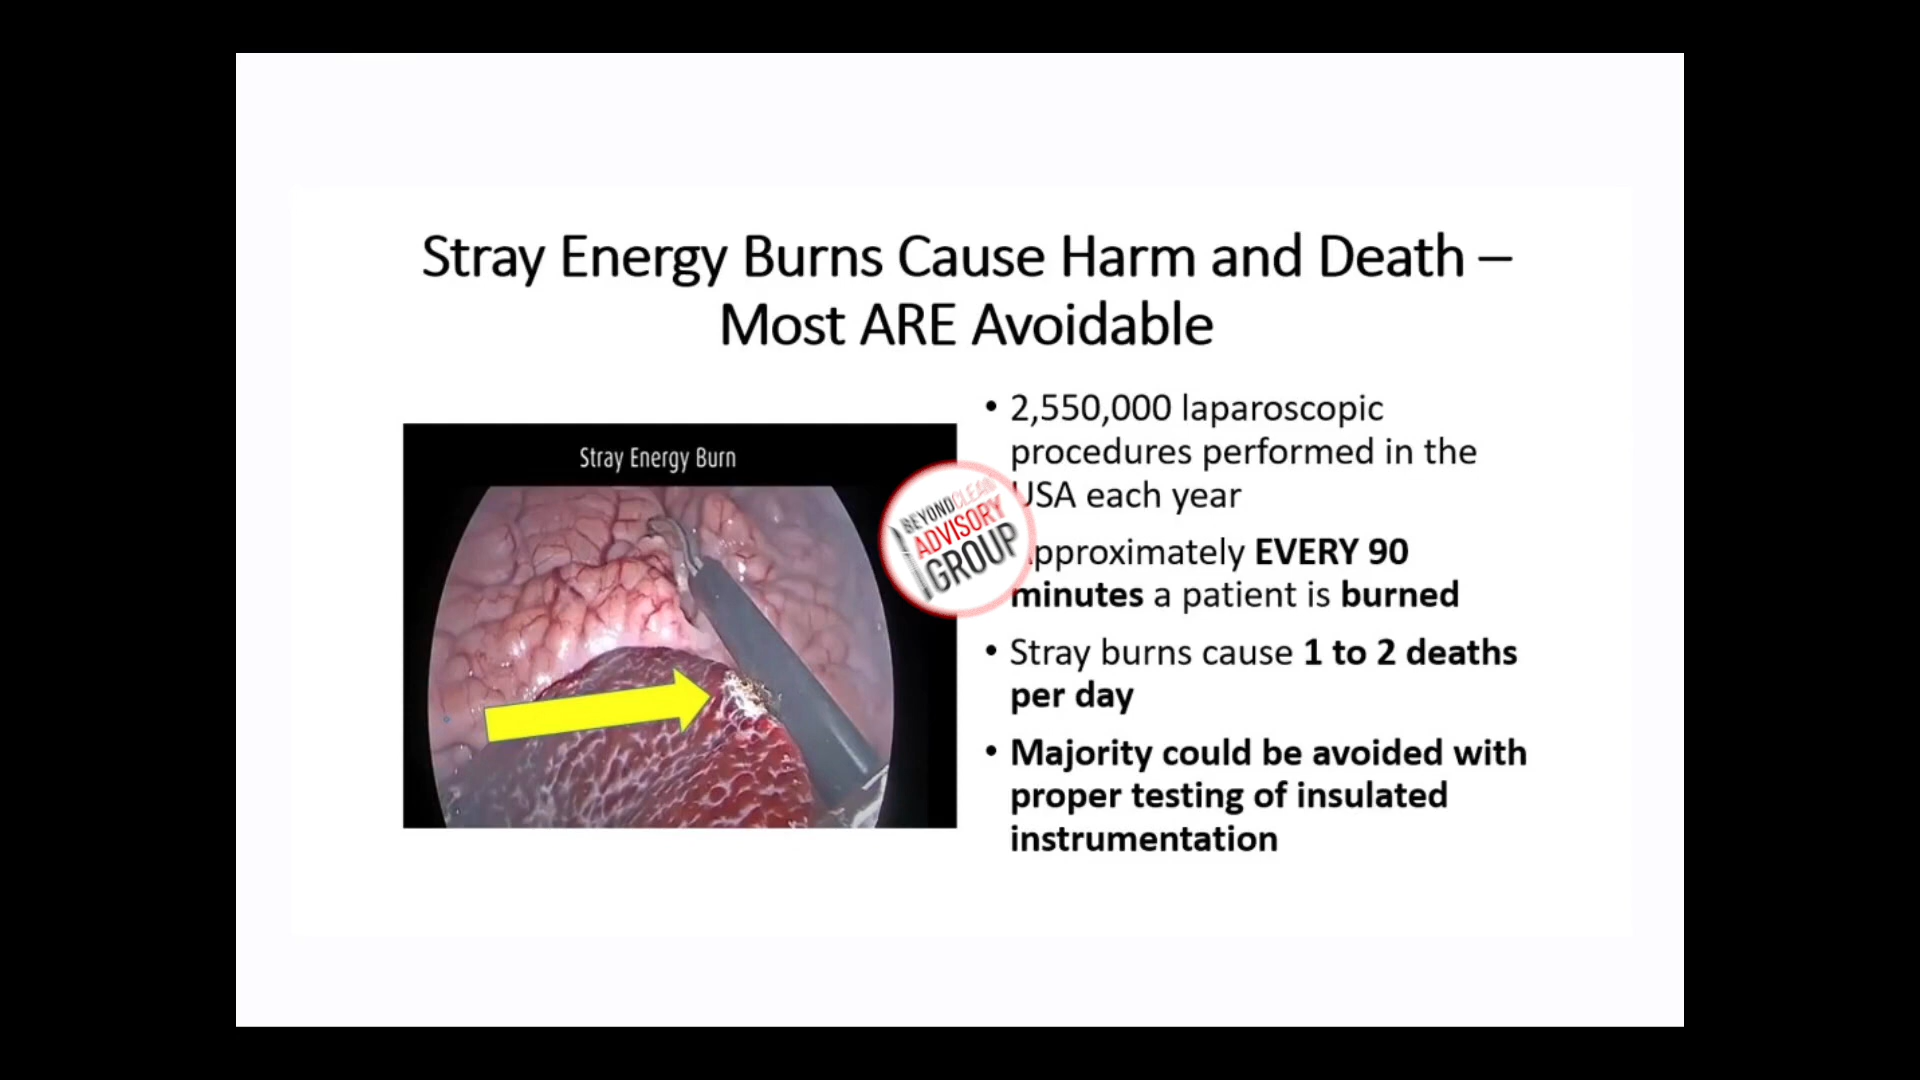 Stray Energy Burns Cause Harm and Death –
Most ARE Avoidable
Stray Energy Burn
• 2,550,000 laparoscopic
procedures performed in the
USA each year
Approximately EVERY 90
minutes a patient is burned
• Stray burns cause 1 to 2 deaths
per day
• Majority could be avoided with
proper testing of insulated
instrumentation
BEYONDCLEAN
ADVISORY
GROUP